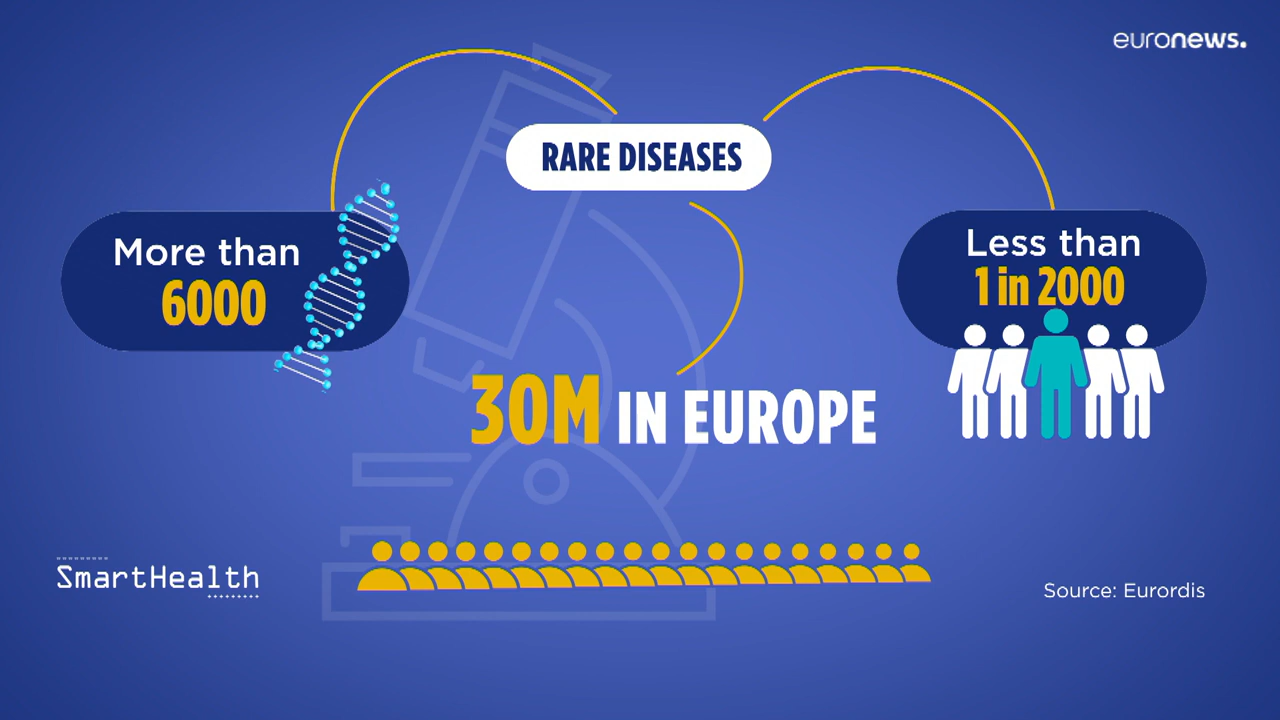 euronews.
RARE DISEASES
More than
6000
Less than
1 in 2000
30M IN EUROPE
SmartHealth
Source: Eurordis